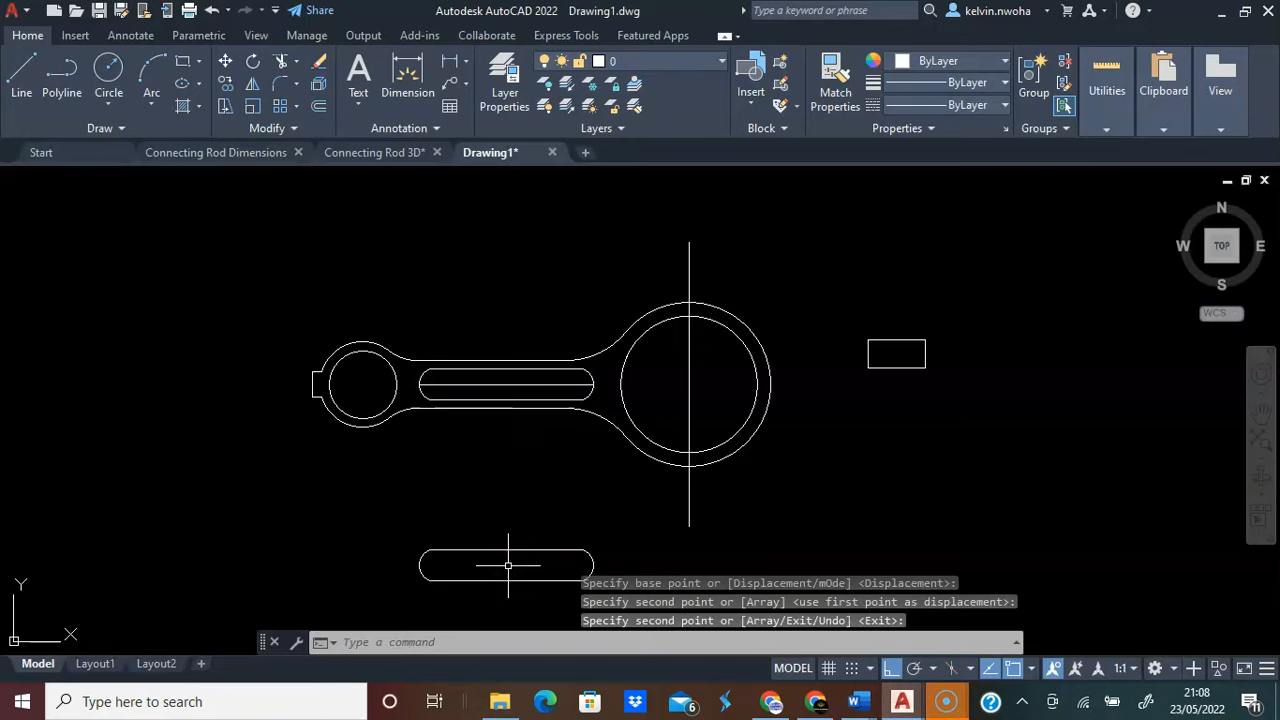 Share
Autodesk AutoCAD 2022 Drawing1.dwg
Type a keyword or phrase
kelvin.nwoha
Home Insert Annotate Parametric View Manage Output Add-ins Collaborate Express Tools Featured Apps
0
ByLayer
ByLayer
ByLayer
Line Polyline Circle Arc
Text Dimension
Layer Properties
Insert
Match Properties
Group
Utilities
Clipboard
View
Draw Modify Annotation Layers Block Properties Groups
Start Connecting Rod Dimensions Connecting Rod 3D* Drawing1*
N
W TOP E
S
WCS
Y
X
Specify base point or [Displacement/mOde] <Displacement>:
Specify second point or [Array] <use first point as displacement>:
Specify second point or [Array/Exit/Undo] <Exit>:
Type a command
Model Layout1 Layout2
MODEL
1:1
Type here to search
6
21:08
23/05/2022
11